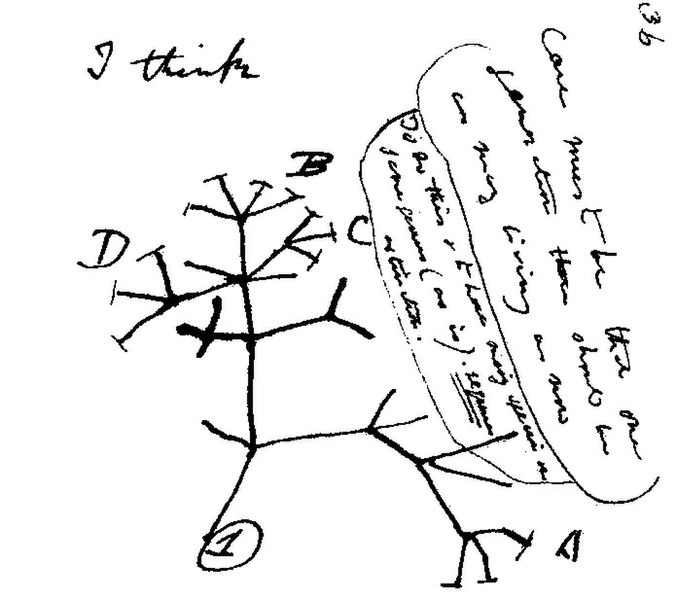 36
I think
Case must be that one
generation then should be
as many living as now
To do this & to have many species in
same genus (as is). requires
extinction.
B
C
D
A
1